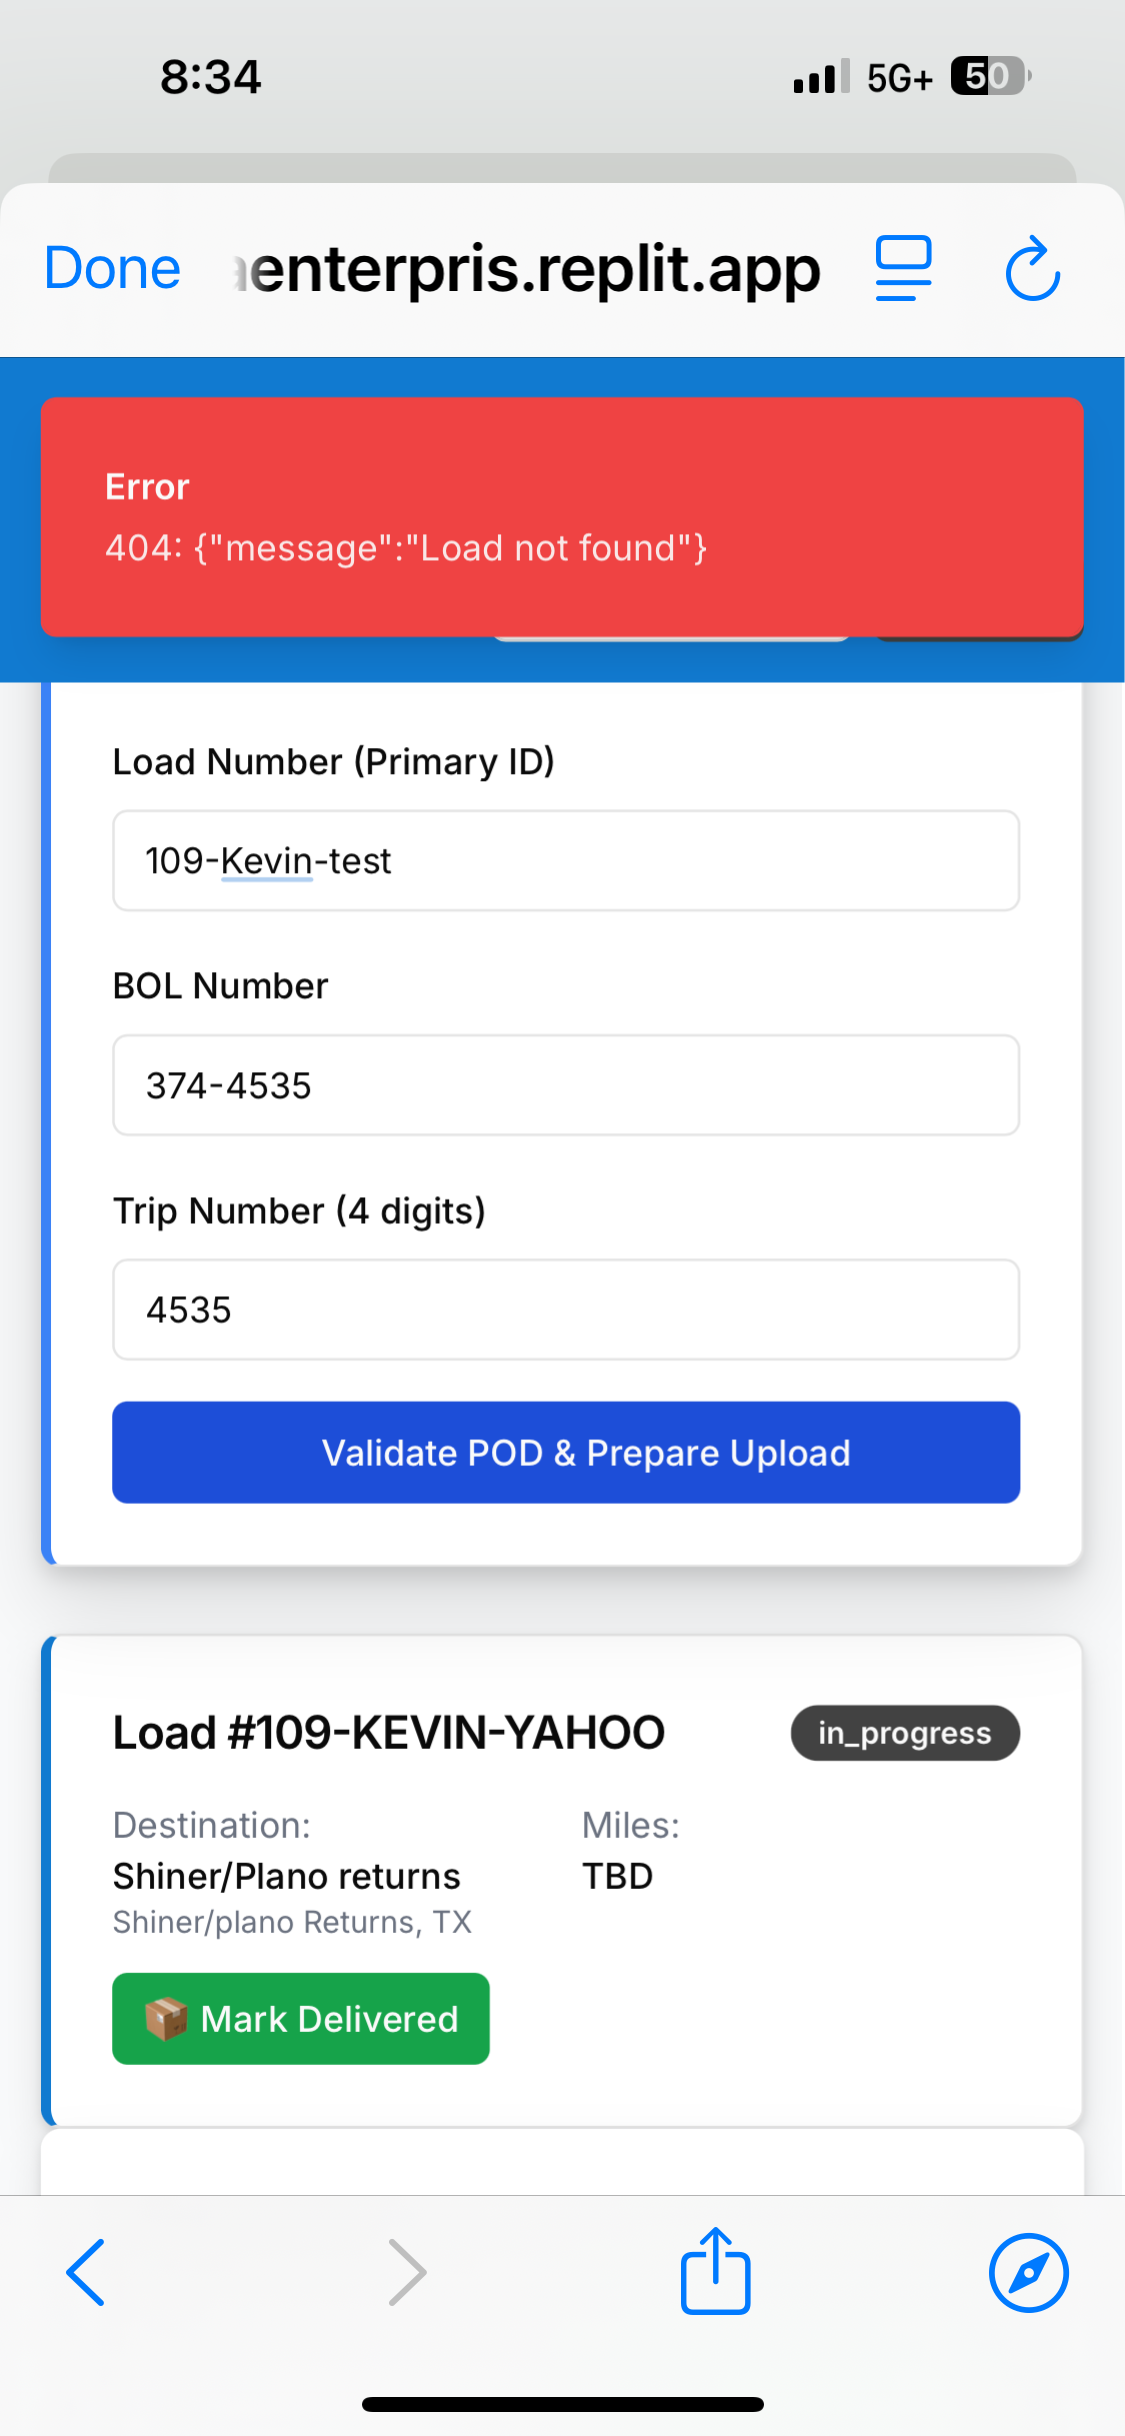 8:34
5G+ 50
Done
enterpris.replit.app
Error
404: {"message":"Load not found"}
Load Number (Primary ID)
109-Kevin-test
BOL Number
374-4535
Trip Number (4 digits)
4535
Validate POD & Prepare Upload
Load #109-KEVIN-YAHOO
in_progress
Destination:
Miles:
Shiner/Plano returns
TBD
Shiner/plano Returns, TX
📦 Mark Delivered